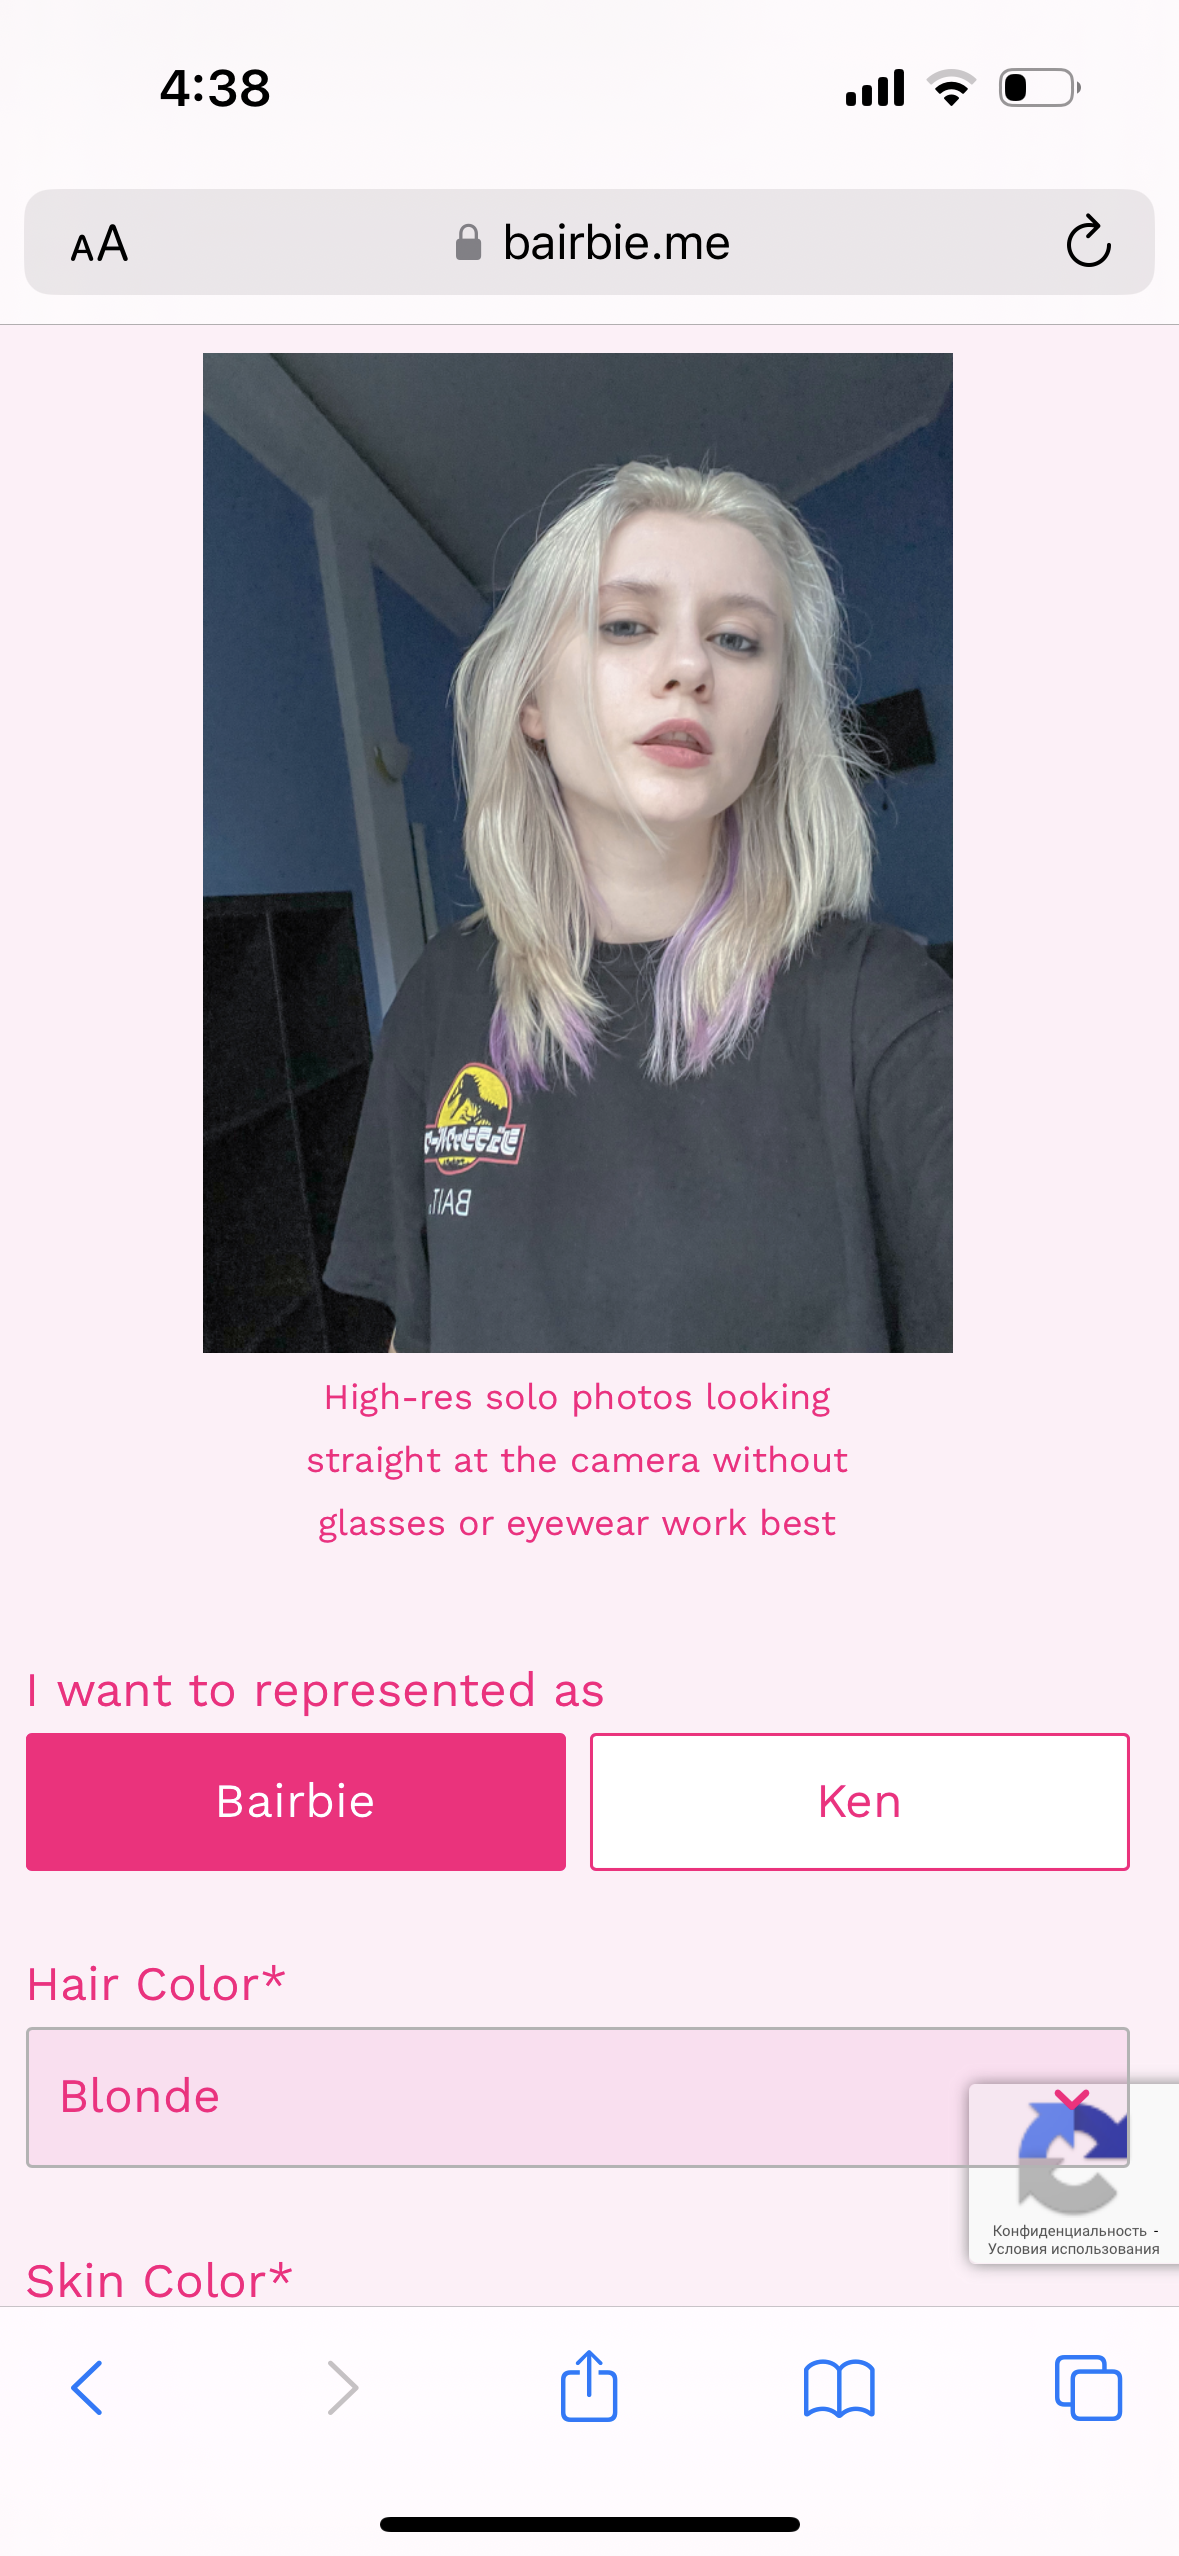 4:38
AA
bairbie.me
BAIT.
High-res solo photos looking
straight at the camera without
glasses or eyewear work best
I want to represented as
Bairbie
Ken
Hair Color*
Blonde
Конфиденциальность -
Условия использования
Skin Color*